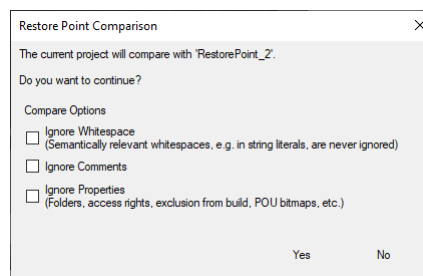 Restore Point Comparison
The current project will compare with 'RestorePoint_2'.
Do you want to continue?
Compare Options
Ignore Whitespace
(Semantically relevant whitespaces, e.g. in string literals, are never ignored)
Ignore Comments
Ignore Properties
(Folders, access rights, exclusion from build, POU bitmaps, etc.)
Yes No